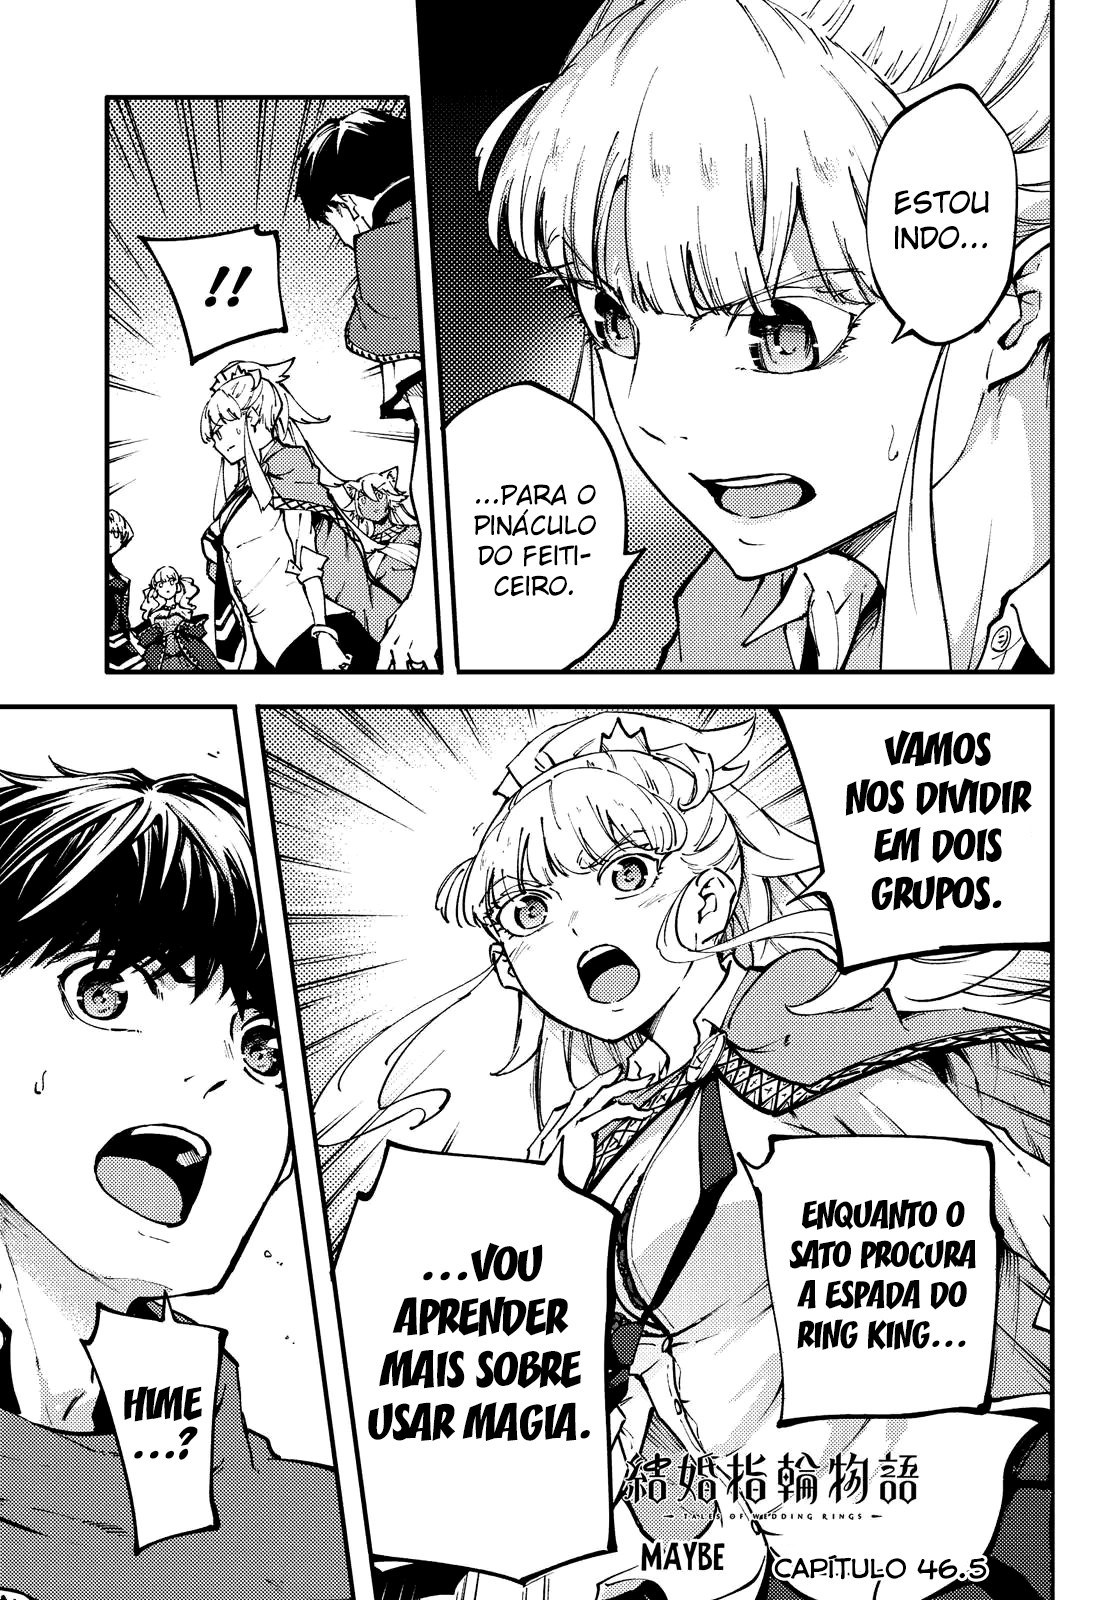 ESTOU
INDO...
...PARA O
PINÁCULO
DO FEITI-
CEIRO.
!!
VAMOS
NOS DIVIDIR
EM DOIS
GRUPOS.
ENQUANTO O
SATO PROCURA
A ESPADA DO
RING KING...
...VOU
APRENDER
MAIS SOBRE
USAR MAGIA.
HIME
...?
結婚指輪物語
TALES OF WEDDING RINGS
MAYBE
CAPÍTULO 46.5